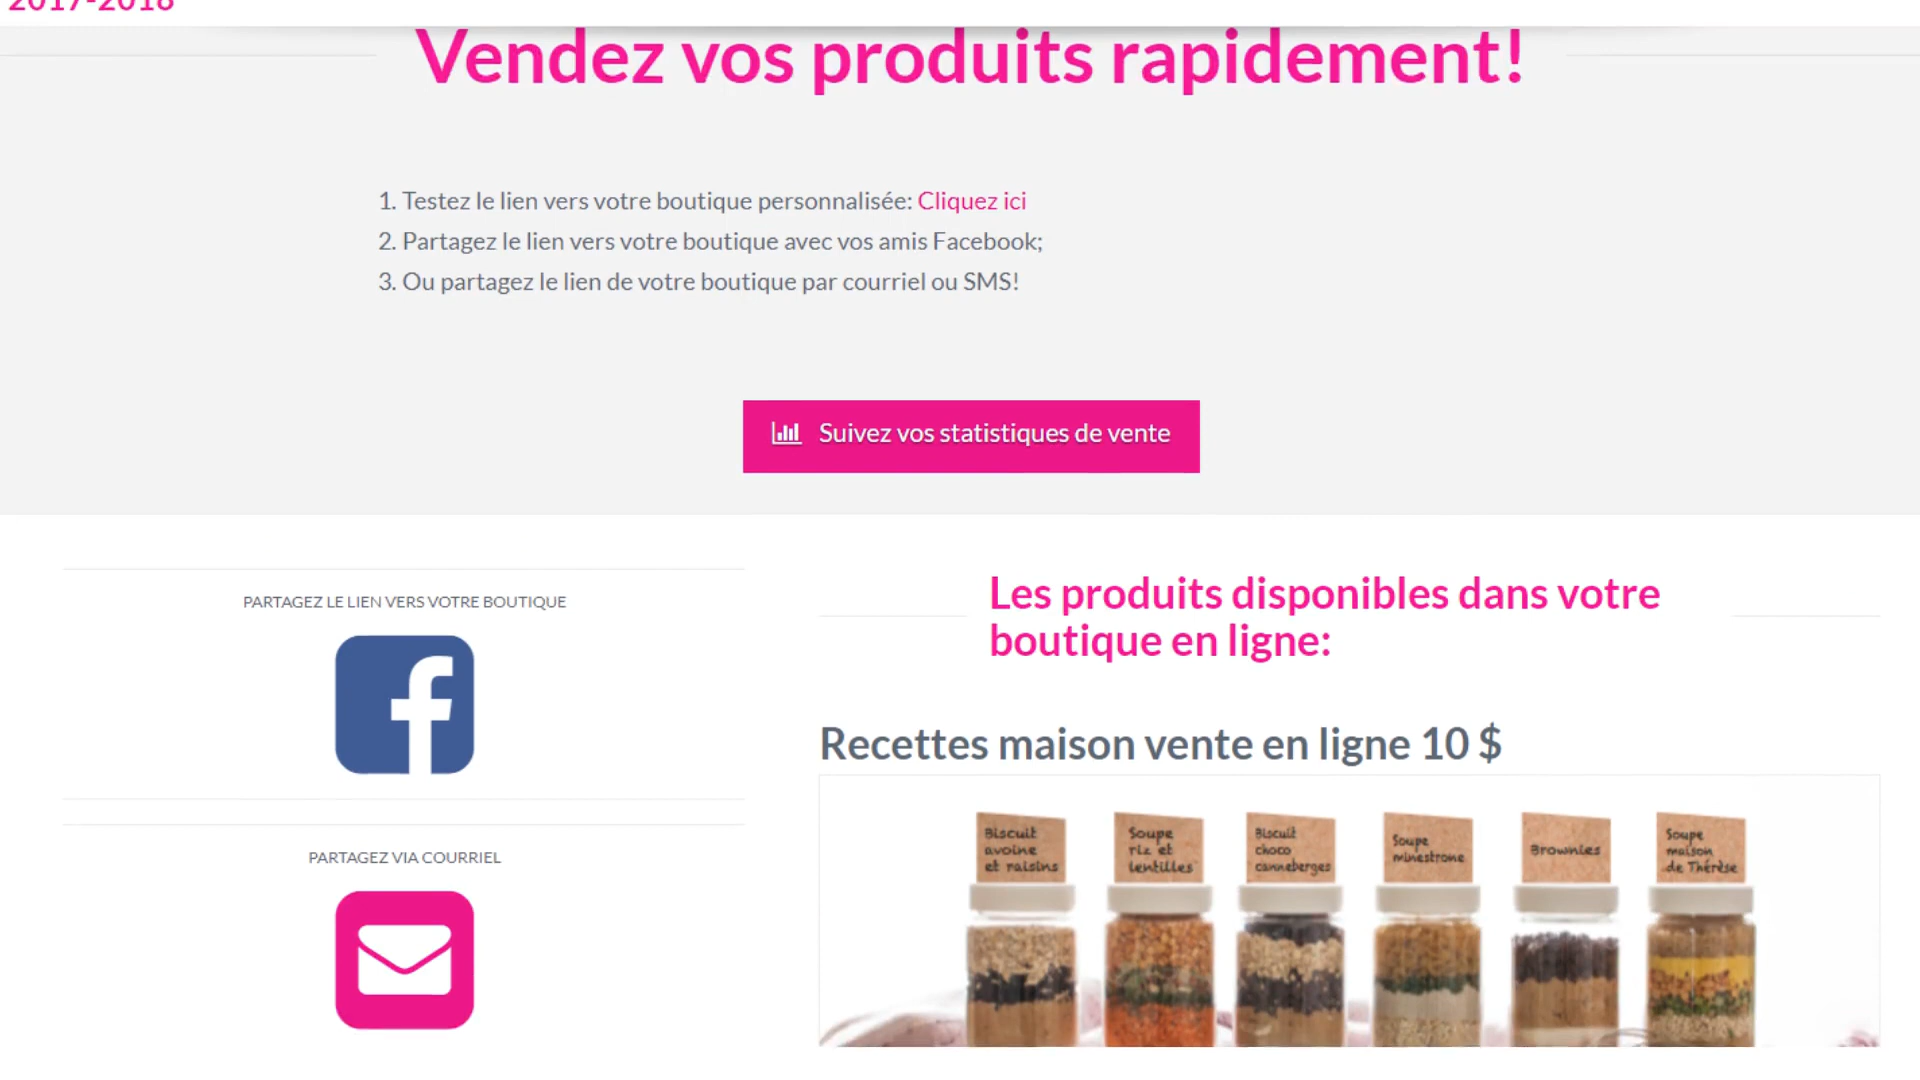 2017-2018
Vendez vos produits rapidement!
1. Testez le lien vers votre boutique personnalisée: Cliquez ici
2. Partagez le lien vers votre boutique avec vos amis Facebook;
3. Ou partagez le lien de votre boutique par courriel ou SMS!
Suivez vos statistiques de vente
PARTAGEZ LE LIEN VERS VOTRE BOUTIQUE
PARTAGEZ VIA COURRIEL
Les produits disponibles dans votre
boutique en ligne:
Recettes maison vente en ligne 10 $
Biscuit
avoine
et raisins
Soupe
riz et
lentilles
Biscuit
choco
canneberges
Soupe
minestrone
Brownies
Soupe
maison
de Thérèse